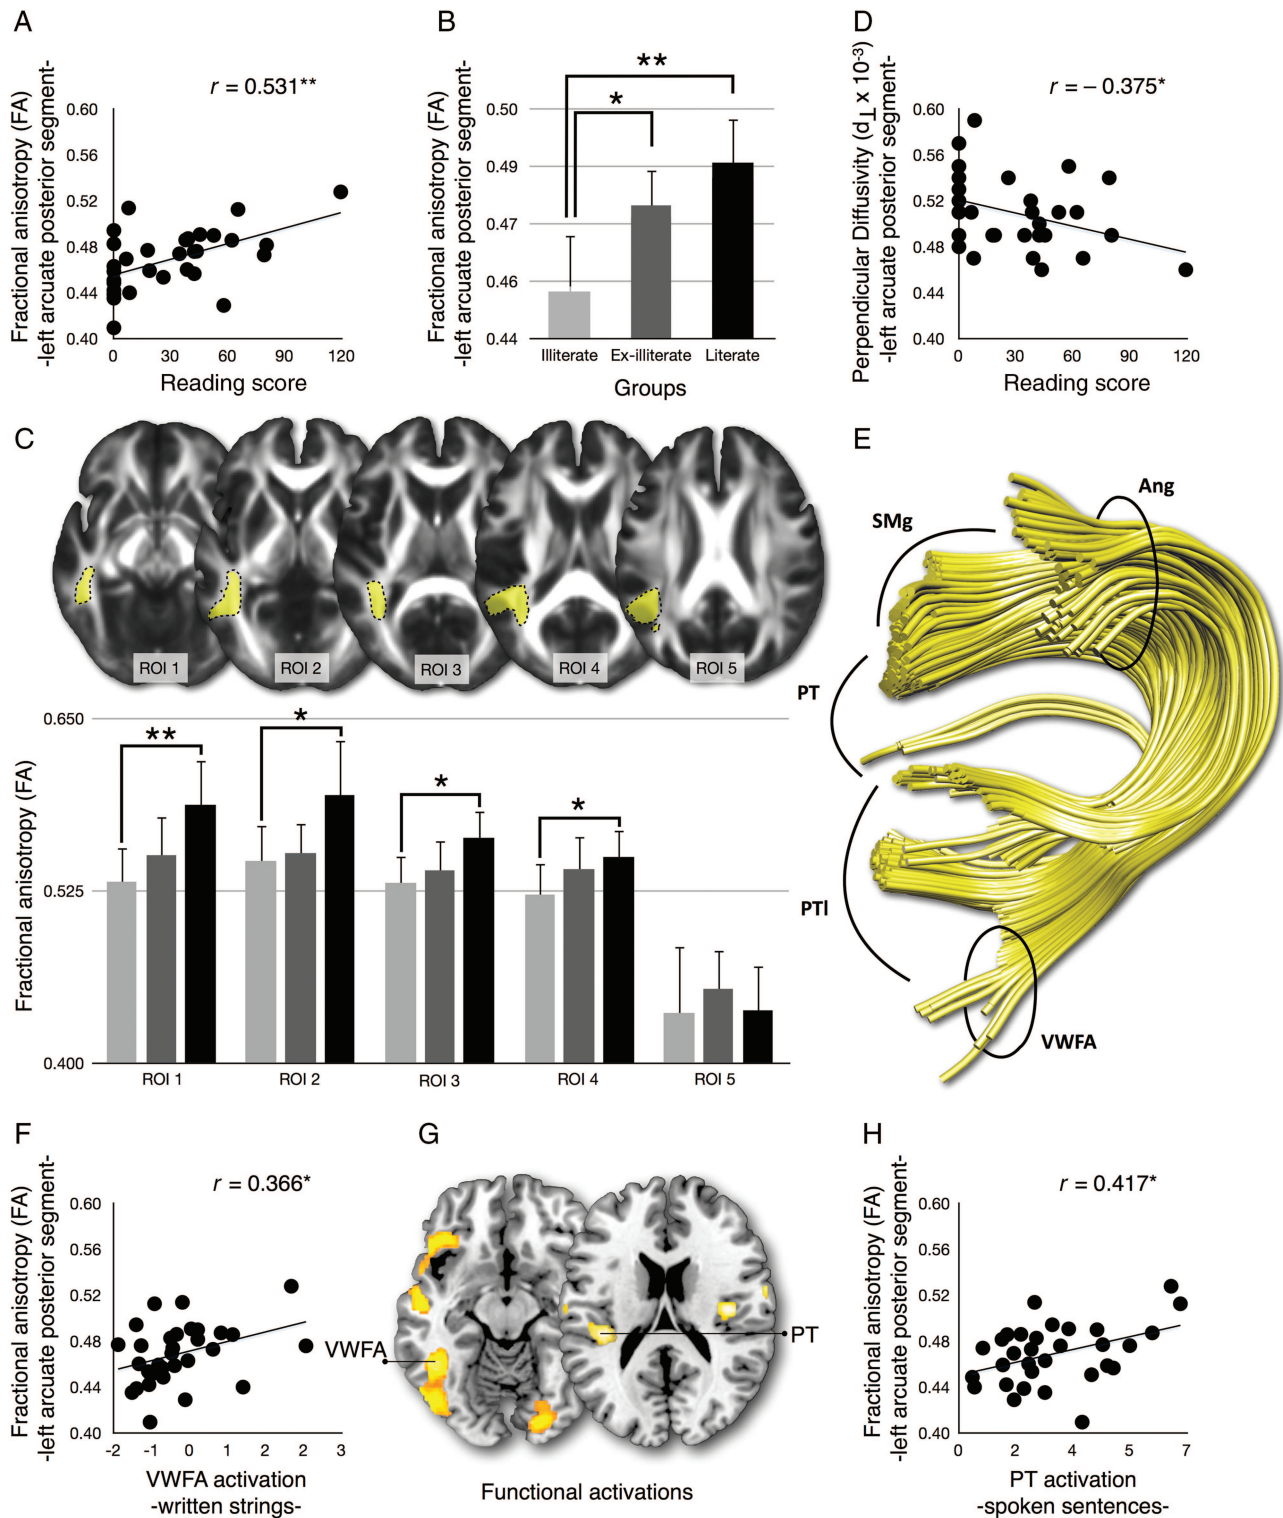 A
Fractional anisotropy (FA)
-left arcuate posterior segment-
r = 0.531**
0.60
0.56
0.52
0.48
0.44
0.40
0 30 60 90 120
Reading score
B
Fractional anisotropy (FA)
-left arcuate posterior segment-
**
*
0.50
0.49
0.47
0.46
0.44
Illiterate Ex-illiterate Literate
Groups
D
Perpendicular Diffusivity (d⊥ x 10-3)
-left arcuate posterior segment-
r = – 0.375*
0.60
0.56
0.52
0.48
0.44
0.40
0 30 60 90 120
Reading score
C
ROI 1 ROI 2 ROI 3 ROI 4 ROI 5
Fractional anisotropy (FA)
0.650
0.525
0.400
** * * *
ROI 1 ROI 2 ROI 3 ROI 4 ROI 5
E
Ang
SMg
PT
PTl
VWFA
F
Fractional anisotropy (FA)
-left arcuate posterior segment-
r = 0.366*
0.60
0.56
0.52
0.48
0.44
0.40
-2 -1 0 1 2 3
VWFA activation
-written strings-
G
VWFA
PT
Functional activations
H
Fractional anisotropy (FA)
-left arcuate posterior segment-
r = 0.417*
0.60
0.56
0.52
0.48
0.44
0.40
0 2 4 5 7
PT activation
-spoken sentences-